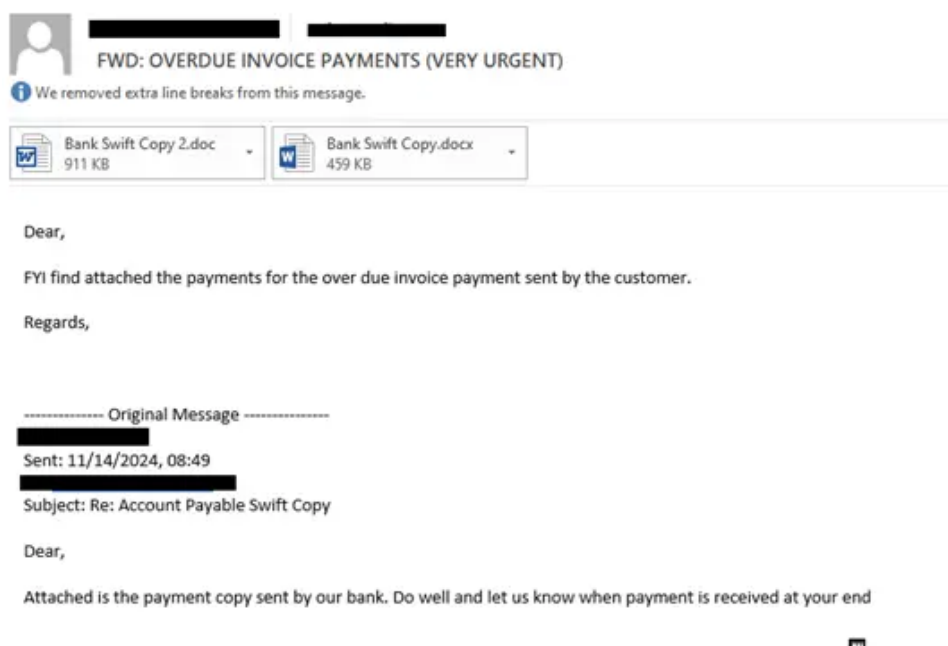 FWD: OVERDUE INVOICE PAYMENTS (VERY URGENT)
We removed extra line breaks from this message.
Bank Swift Copy 2.doc
911 KB
Bank Swift Copy.docx
459 KB
Dear,
FYI find attached the payments for the over due invoice payment sent by the customer.
Regards,
-------------- Original Message ---------------
Sent: 11/14/2024, 08:49
Subject: Re: Account Payable Swift Copy
Dear,
Attached is the payment copy sent by our bank. Do well and let us know when payment is received at your end